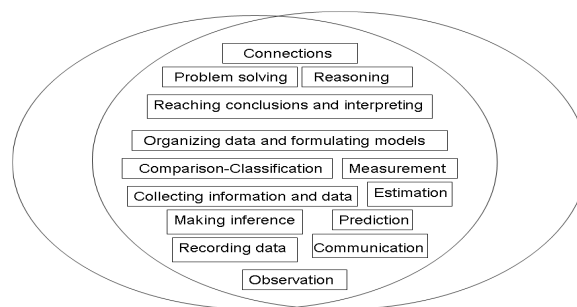 Connections
Problem solving
Reasoning
Reaching conclusions and interpreting
Organizing data and formulating models
Comparison-Classification
Measurement
Collecting information and data
Estimation
Making inference
Prediction
Recording data
Communication
Observation